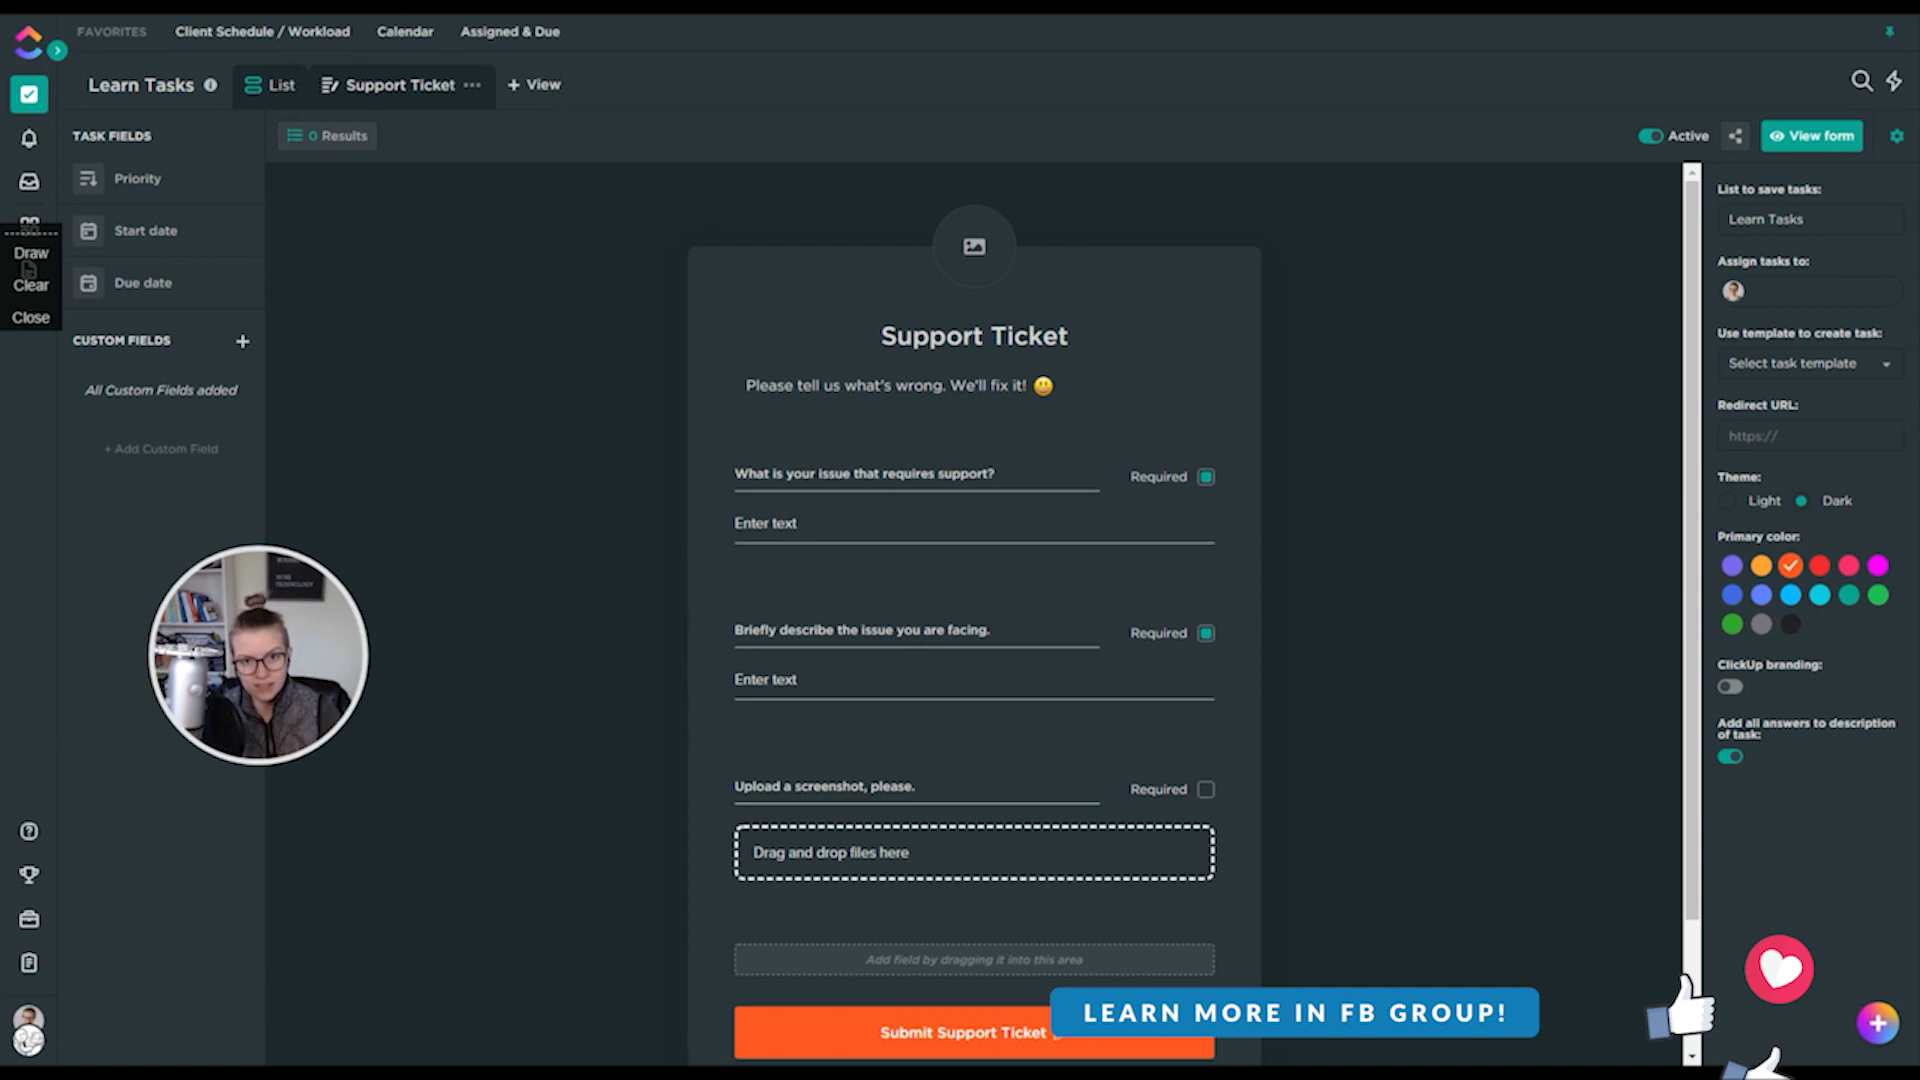 FAVORITES
Client Schedule / Workload
Calendar
Assigned & Due
Learn Tasks
List
Support Ticket
+ View
TASK FIELDS
0 Results
Active
View form
Priority
Start date
Due date
Draw
Clear
Close
CUSTOM FIELDS
All Custom Fields added
+ Add Custom Field
Support Ticket
Please tell us what's wrong. We'll fix it! 😀
What is your issue that requires support?
Required
Enter text
Briefly describe the issue you are facing.
Required
Enter text
Upload a screenshot, please.
Required
Drag and drop files here
Add field by dragging it into this area
Submit Support Ticket
LEARN MORE IN FB GROUP!
List to save tasks:
Learn Tasks
Assign tasks to:
Use template to create task:
Select task template
Redirect URL:
https://
Theme:
Light
Dark
Primary color:
ClickUp branding:
Add all answers to description
of task: